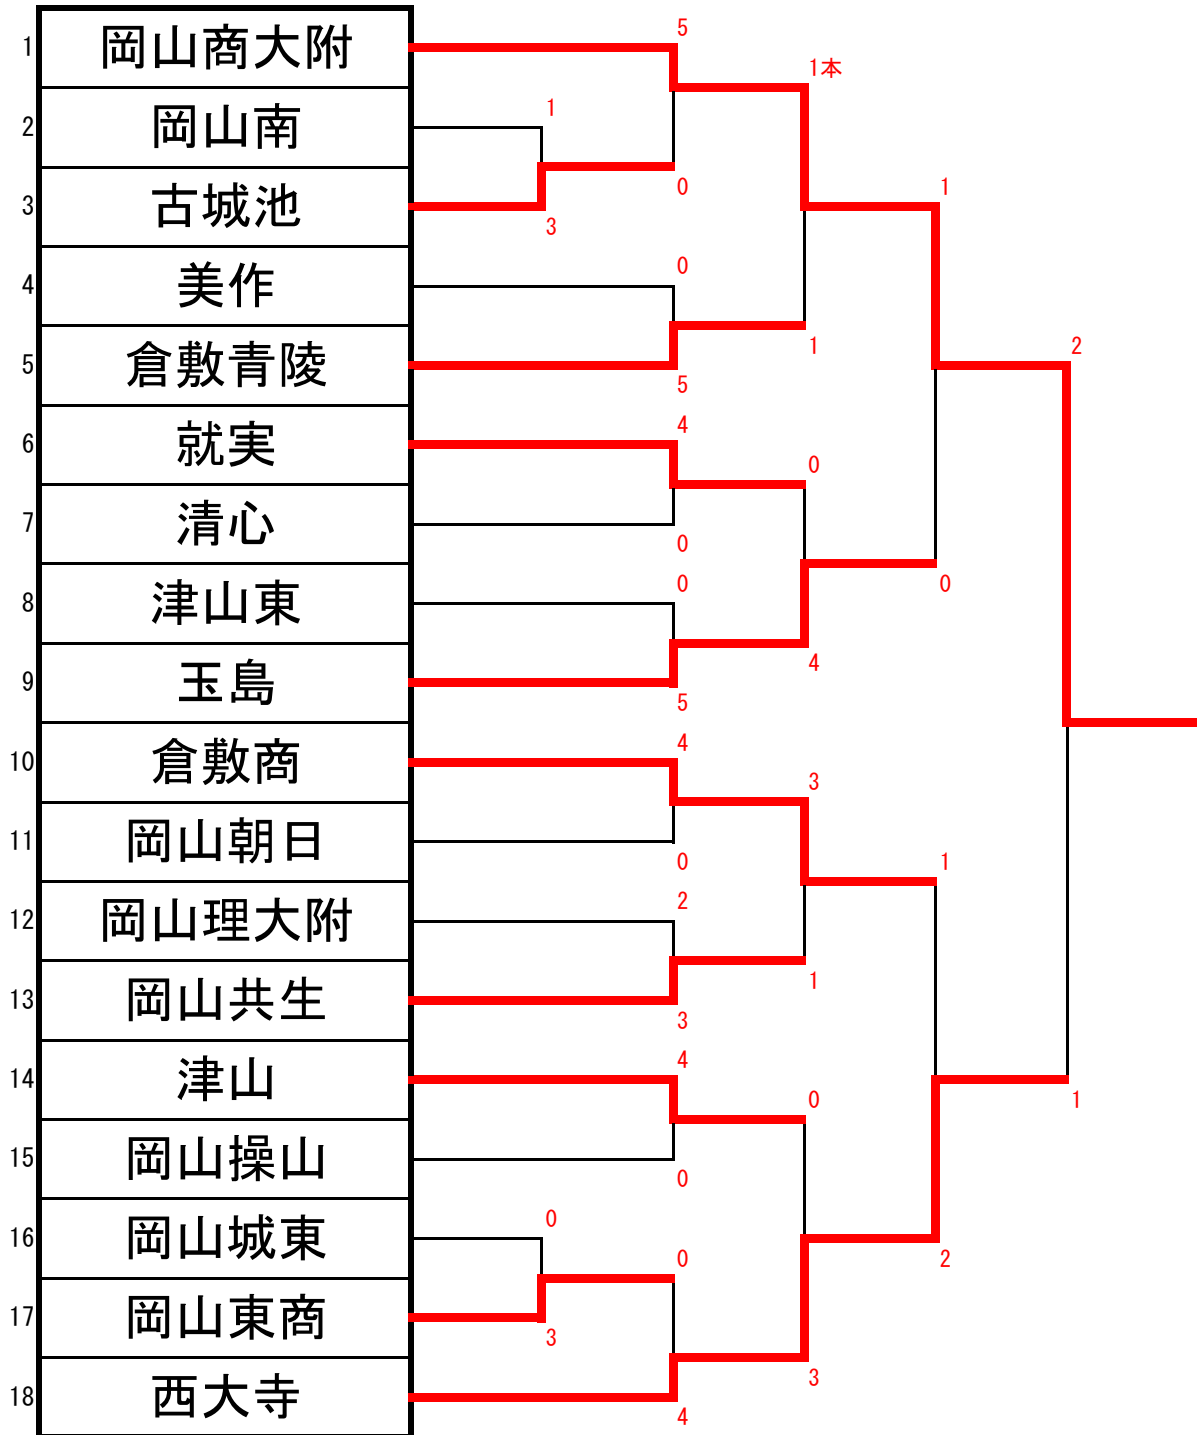 1 岡山商大附 5
1本
2 岡山南 1
1
3 古城池 3 0
4 美作 0
1
5 倉敷青陵 5
2
6 就実 4
0
7 清心 0
8 津山東 0
0
9 玉島 5
4
10 倉敷商 4
3
11 岡山朝日 0
1
12 岡山理大附 2
13 岡山共生 3
1
14 津山 4
0
1
15 岡山操山 0
16 岡山城東 0
0
2
17 岡山東商 3
18 西大寺 4
3